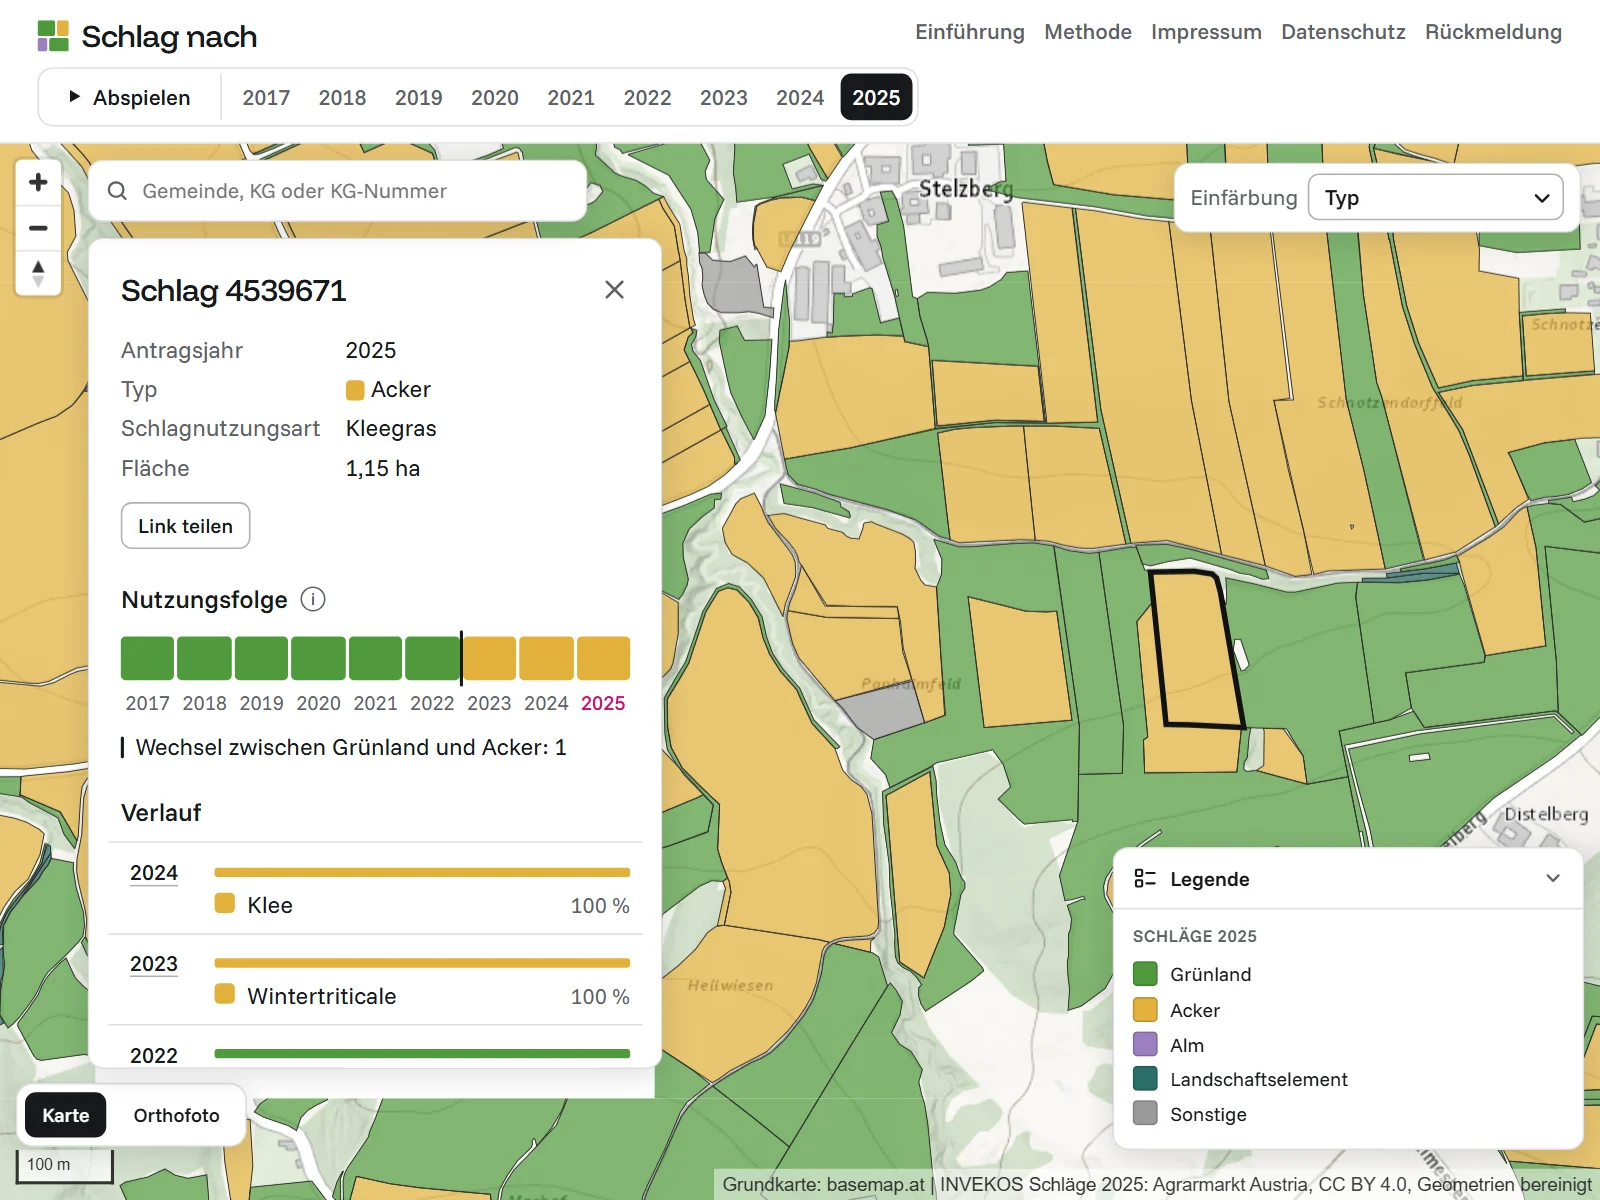 Schlag nach
Einführung Methode Impressum Datenschutz Rückmeldung
Abspielen 2017 2018 2019 2020 2021 2022 2023 2024 2025
Gemeinde, KG oder KG-Nummer
Einfärbung Typ
Stelzberg
Schlag 4539671
Antragsjahr 2025
Typ Acker
Schlagnutzungsart Kleegras
Fläche 1,15 ha
Link teilen
Nutzungsfolge
2017 2018 2019 2020 2021 2022 2023 2024 2025
Wechsel zwischen Grünland und Acker: 1
Verlauf
2024
Klee 100 %
2023
Wintertriticale 100 %
2022
Schnotzendorffeld
Panhalmfeld
Hellwiesen
Distelberg
Legende
SCHLÄGE 2025
Grünland
Acker
Alm
Landschaftselement
Sonstige
Karte Orthofoto
100 m
Grundkarte: basemap.at | INVEKOS Schläge 2025: Agrarmarkt Austria, CC BY 4.0, Geometrien bereinigt